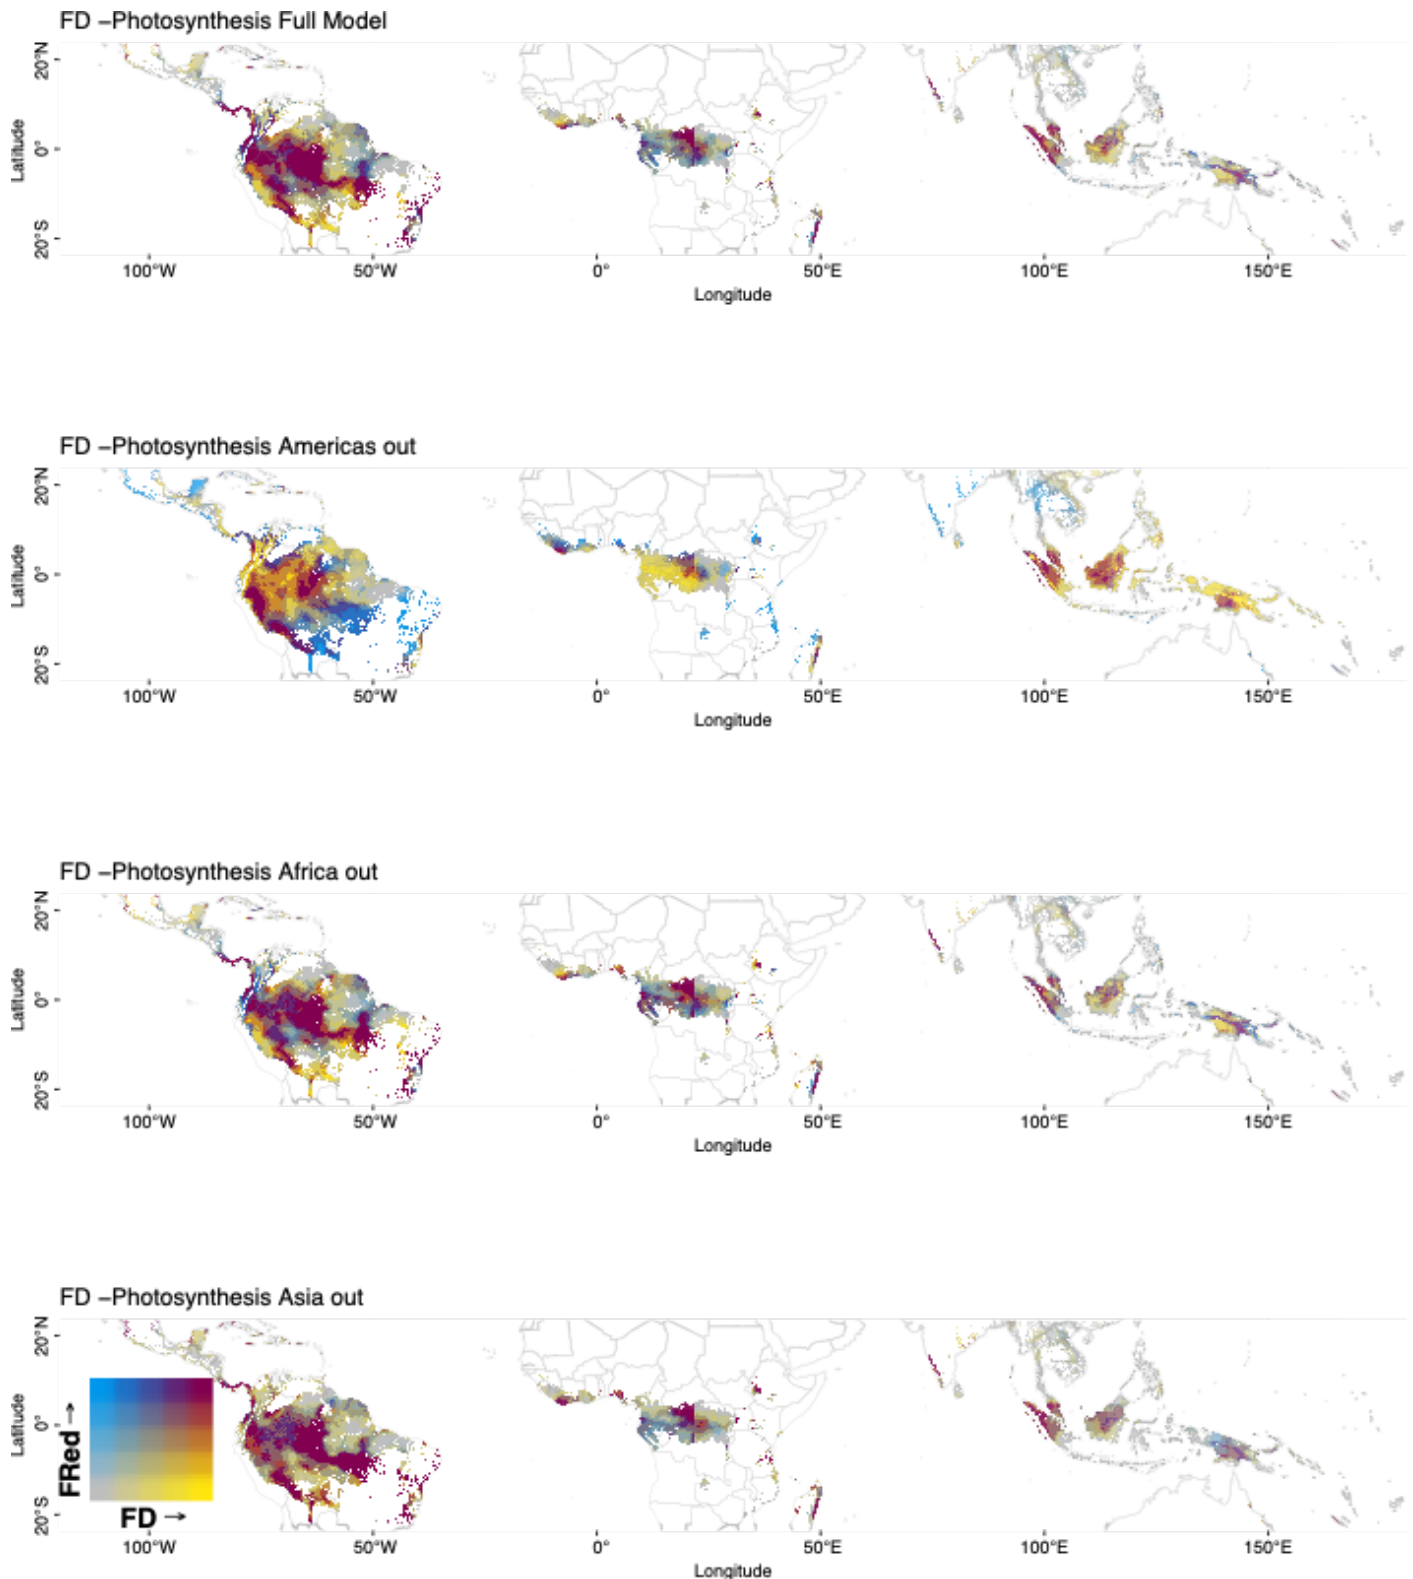 FD −Photosynthesis Full Model
20°N
0°
20°S
Latitude
100°W 50°W 0° 50°E 100°E 150°E
Longitude
FD −Photosynthesis Americas out
20°N
0°
20°S
Latitude
100°W 50°W 0° 50°E 100°E 150°E
Longitude
FD −Photosynthesis Africa out
20°N
0°
20°S
Latitude
100°W 50°W 0° 50°E 100°E 150°E
Longitude
FD −Photosynthesis Asia out
20°N
0°
20°S
Latitude
FRed →
FD →
100°W 50°W 0° 50°E 100°E 150°E
Longitude